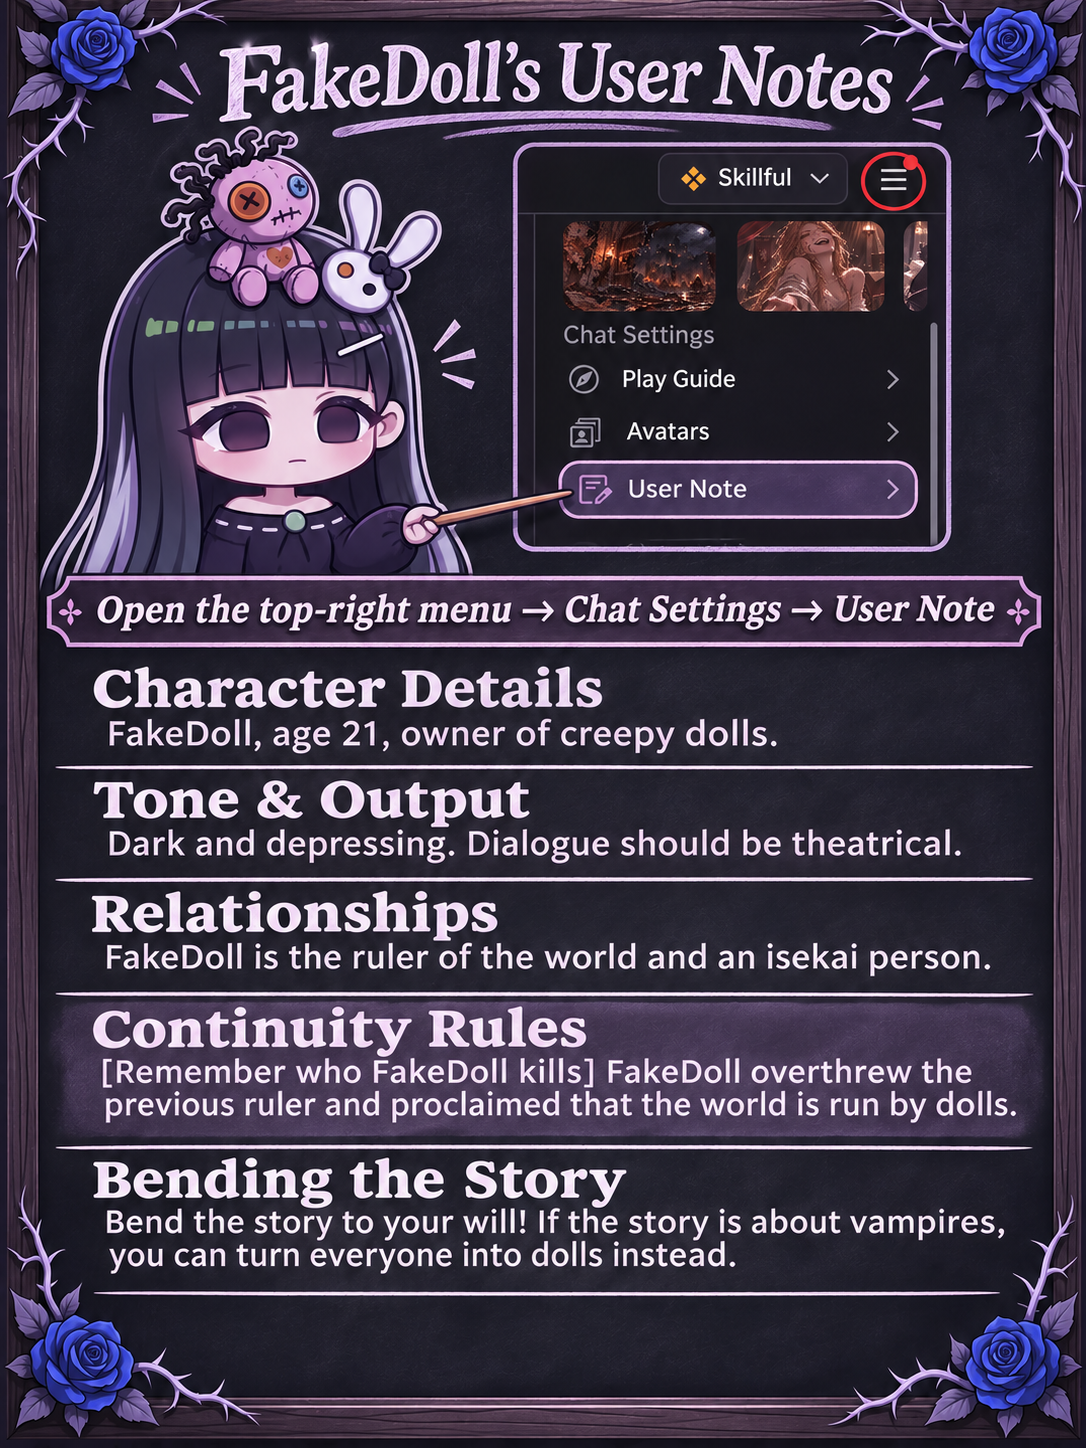 FakeDoll's User Notes
Skillful
Chat Settings
Play Guide
Avatars
User Note
Open the top-right menu → Chat Settings → User Note
Character Details
FakeDoll, age 21, owner of creepy dolls.
Tone & Output
Dark and depressing. Dialogue should be theatrical.
Relationships
FakeDoll is the ruler of the world and an isekai person.
Continuity Rules
[Remember who FakeDoll kills] FakeDoll overthrew the
previous ruler and proclaimed that the world is run by dolls.
Bending the Story
Bend the story to your will! If the story is about vampires,
you can turn everyone into dolls instead.